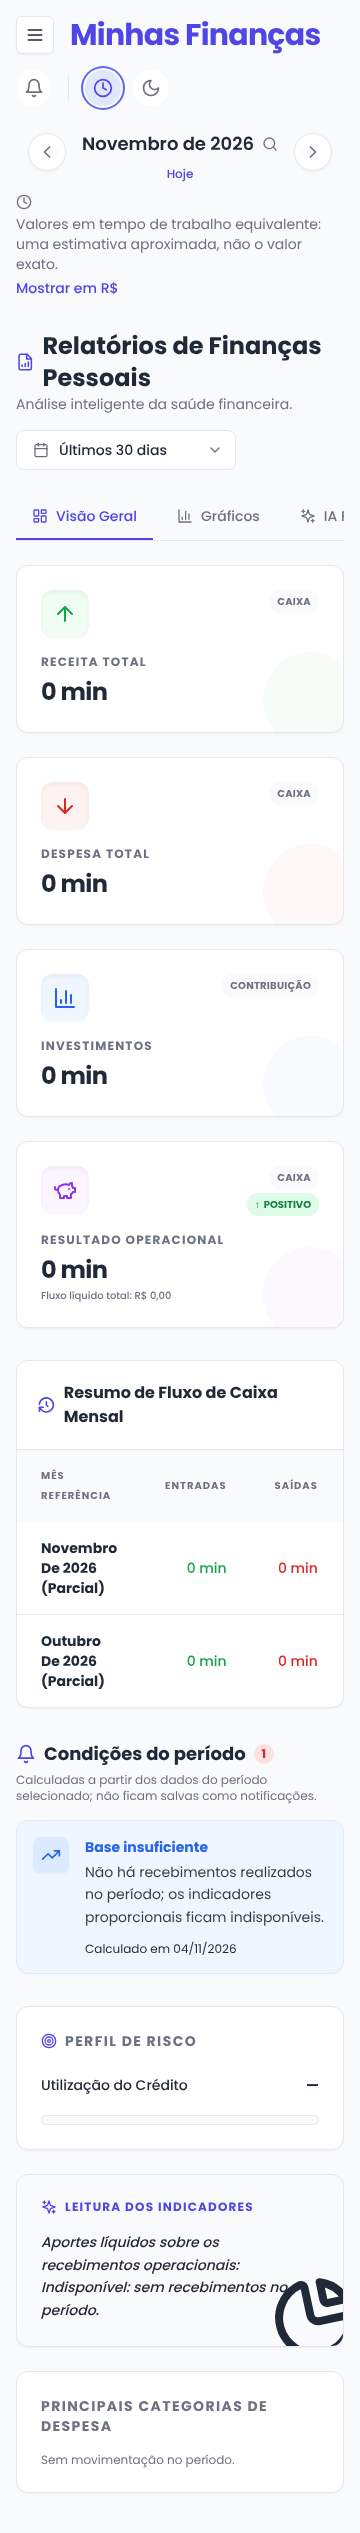 Minhas Finanças
Novembro de 2026
Hoje
Valores em tempo de trabalho equivalente:
uma estimativa aproximada, não o valor
exato.
Mostrar em R$
Relatórios de Finanças
Pessoais
Análise inteligente da saúde financeira.
Últimos 30 dias
Visão Geral
Gráficos
IA
CAIXA
RECEITA TOTAL
0 min
CAIXA
DESPESA TOTAL
0 min
CONTRIBUIÇÃO
INVESTIMENTOS
0 min
CAIXA
↑ POSITIVO
RESULTADO OPERACIONAL
0 min
Fluxo líquido total: R$ 0,00
Resumo de Fluxo de Caixa
Mensal
MÊS
REFERÊNCIA
ENTRADAS
SAÍDAS
Novembro
De 2026
(Parcial)
0 min
0 min
Outubro
De 2026
(Parcial)
0 min
0 min
Condições do período 1
Calculadas a partir dos dados do período
selecionado; não ficam salvas como notificações.
Base insuficiente
Não há recebimentos realizados
no período; os indicadores
proporcionais ficam indisponíveis.
Calculado em 04/11/2026
PERFIL DE RISCO
Utilização do Crédito —
LEITURA DOS INDICADORES
Aportes líquidos sobre os
recebimentos operacionais:
Indisponível: sem recebimentos no
período.
PRINCIPAIS CATEGORIAS DE
DESPESA
Sem movimentação no período.